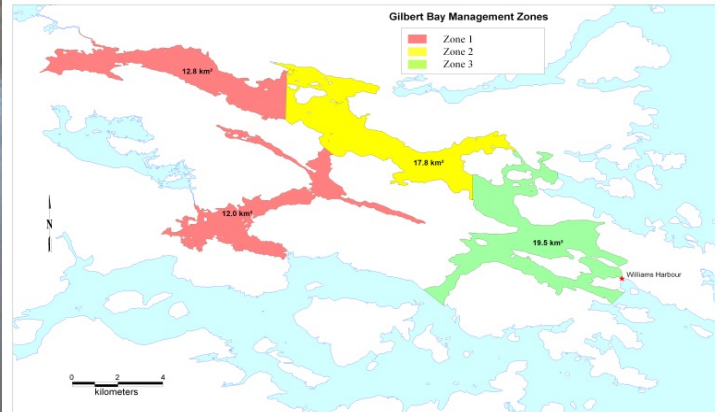 Gilbert Bay Management Zones
Zone 1
Zone 2
Zone 3
12.8 km²
17.8 km²
12.0 km²
19.5 km²
N
Williams Harbour
0 2 4
kilometers